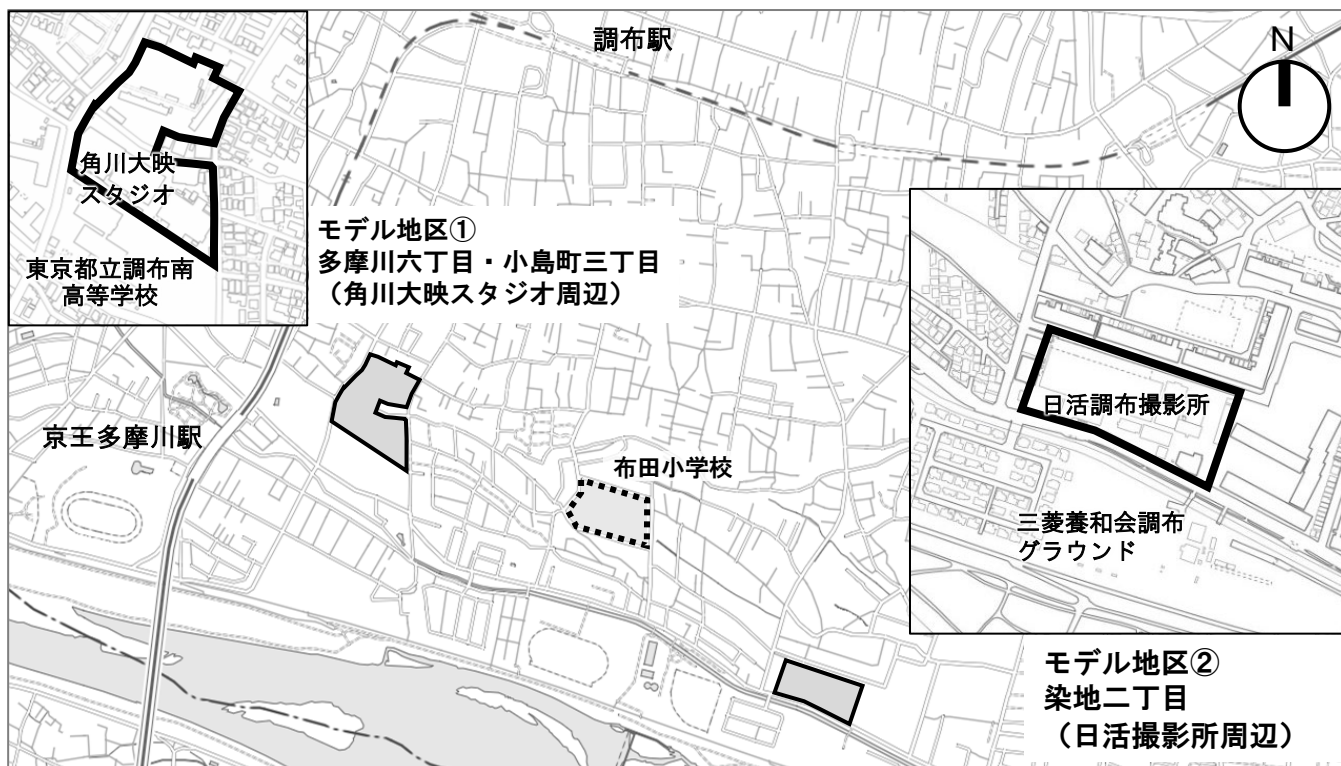 調布駅
N
角川大映
スタジオ
東京都立調布南
高等学校
モデル地区①
多摩川六丁目・小島町三丁目
（角川大映スタジオ周辺）
京王多摩川駅
布田小学校
日活調布撮影所
三菱養和会調布
グラウンド
モデル地区②
染地二丁目
（日活撮影所周辺）